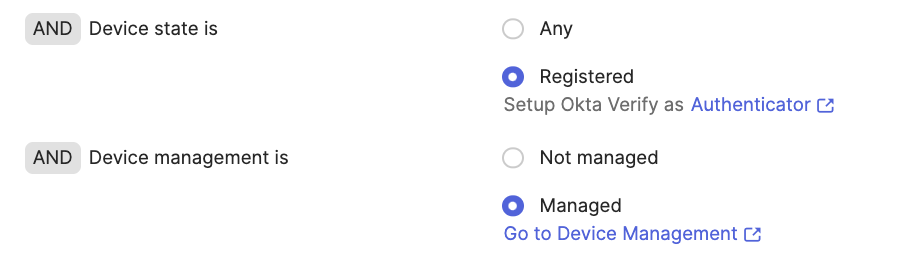 AND Device state is
Any
Registered
Setup Okta Verify as Authenticator
AND Device management is
Not managed
Managed
Go to Device Management